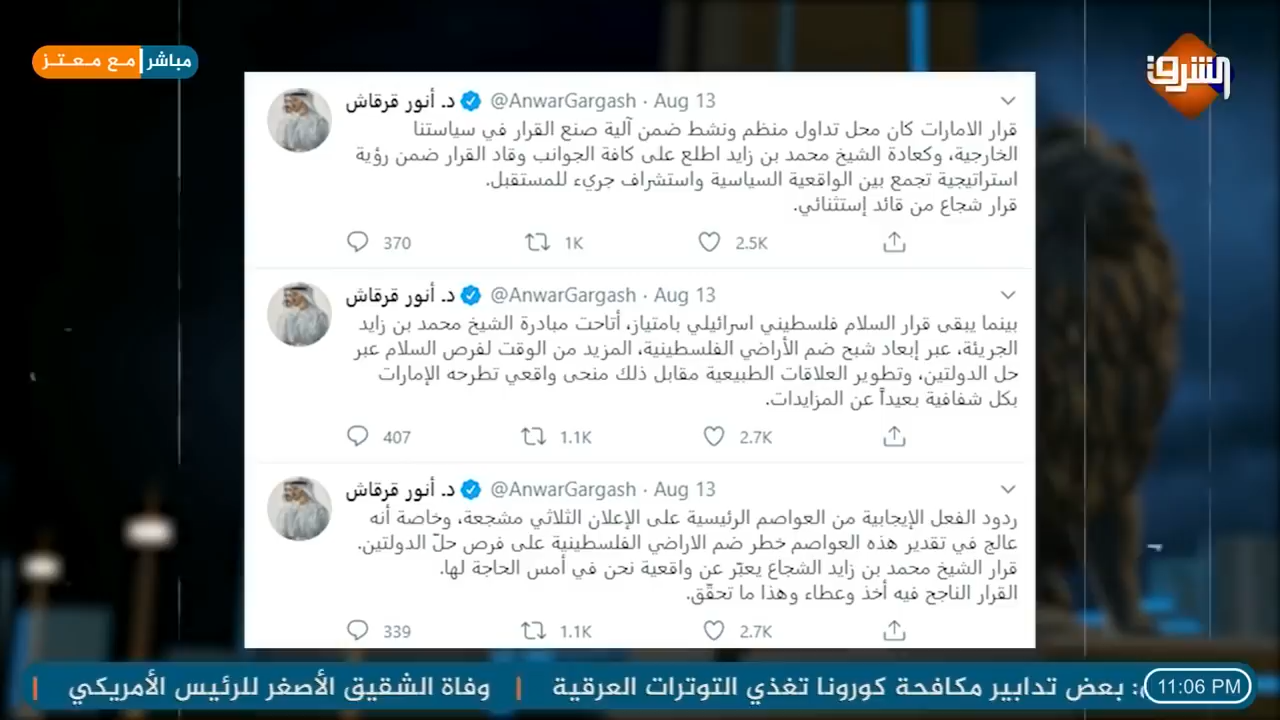 مباشر مع معتز
الشرق
د. أنور قرقاش @AnwarGargash · Aug 13
قرار الامارات كان محل تداول منظم ونشط ضمن آلية صنع القرار في سياستنا
الخارجية، وكعادة الشيخ محمد بن زايد اطلع على كافة الجوانب وقاد القرار ضمن رؤية
استراتيجية تجمع بين الواقعية السياسية واستشراف جريء للمستقبل.
قرار شجاع من قائد إستثنائي.
370 1K 2.5K
د. أنور قرقاش @AnwarGargash · Aug 13
بينما يبقى قرار السلام فلسطيني اسرائيلي بامتياز، أتاحت مبادرة الشيخ محمد بن زايد
الجريئة، عبر إبعاد شبح ضم الأراضي الفلسطينية، المزيد من الوقت لفرص السلام عبر
حل الدولتين، وتطوير العلاقات الطبيعية مقابل ذلك منحى واقعي تطرحه الإمارات
بكل شفافية بعيداً عن المزايدات.
407 1.1K 2.7K
د. أنور قرقاش @AnwarGargash · Aug 13
ردود الفعل الإيجابية من العواصم الرئيسية على الإعلان الثلاثي مشجعة، وخاصة أنه
عالج في تقدير هذه العواصم خطر ضم الاراضي الفلسطينية على فرص حلّ الدولتين.
قرار الشيخ محمد بن زايد الشجاع يعبّر عن واقعية نحن في أمس الحاجة لها.
القرار الناجح فيه أخذ وعطاء وهذا ما تحقّق.
339 1.1K 2.7K
م: بعض تدابير مكافحة كورونا تغذي التوترات العرقية | وفاة الشقيق الأصغر للرئيس الأمريكي |
11:06 PM